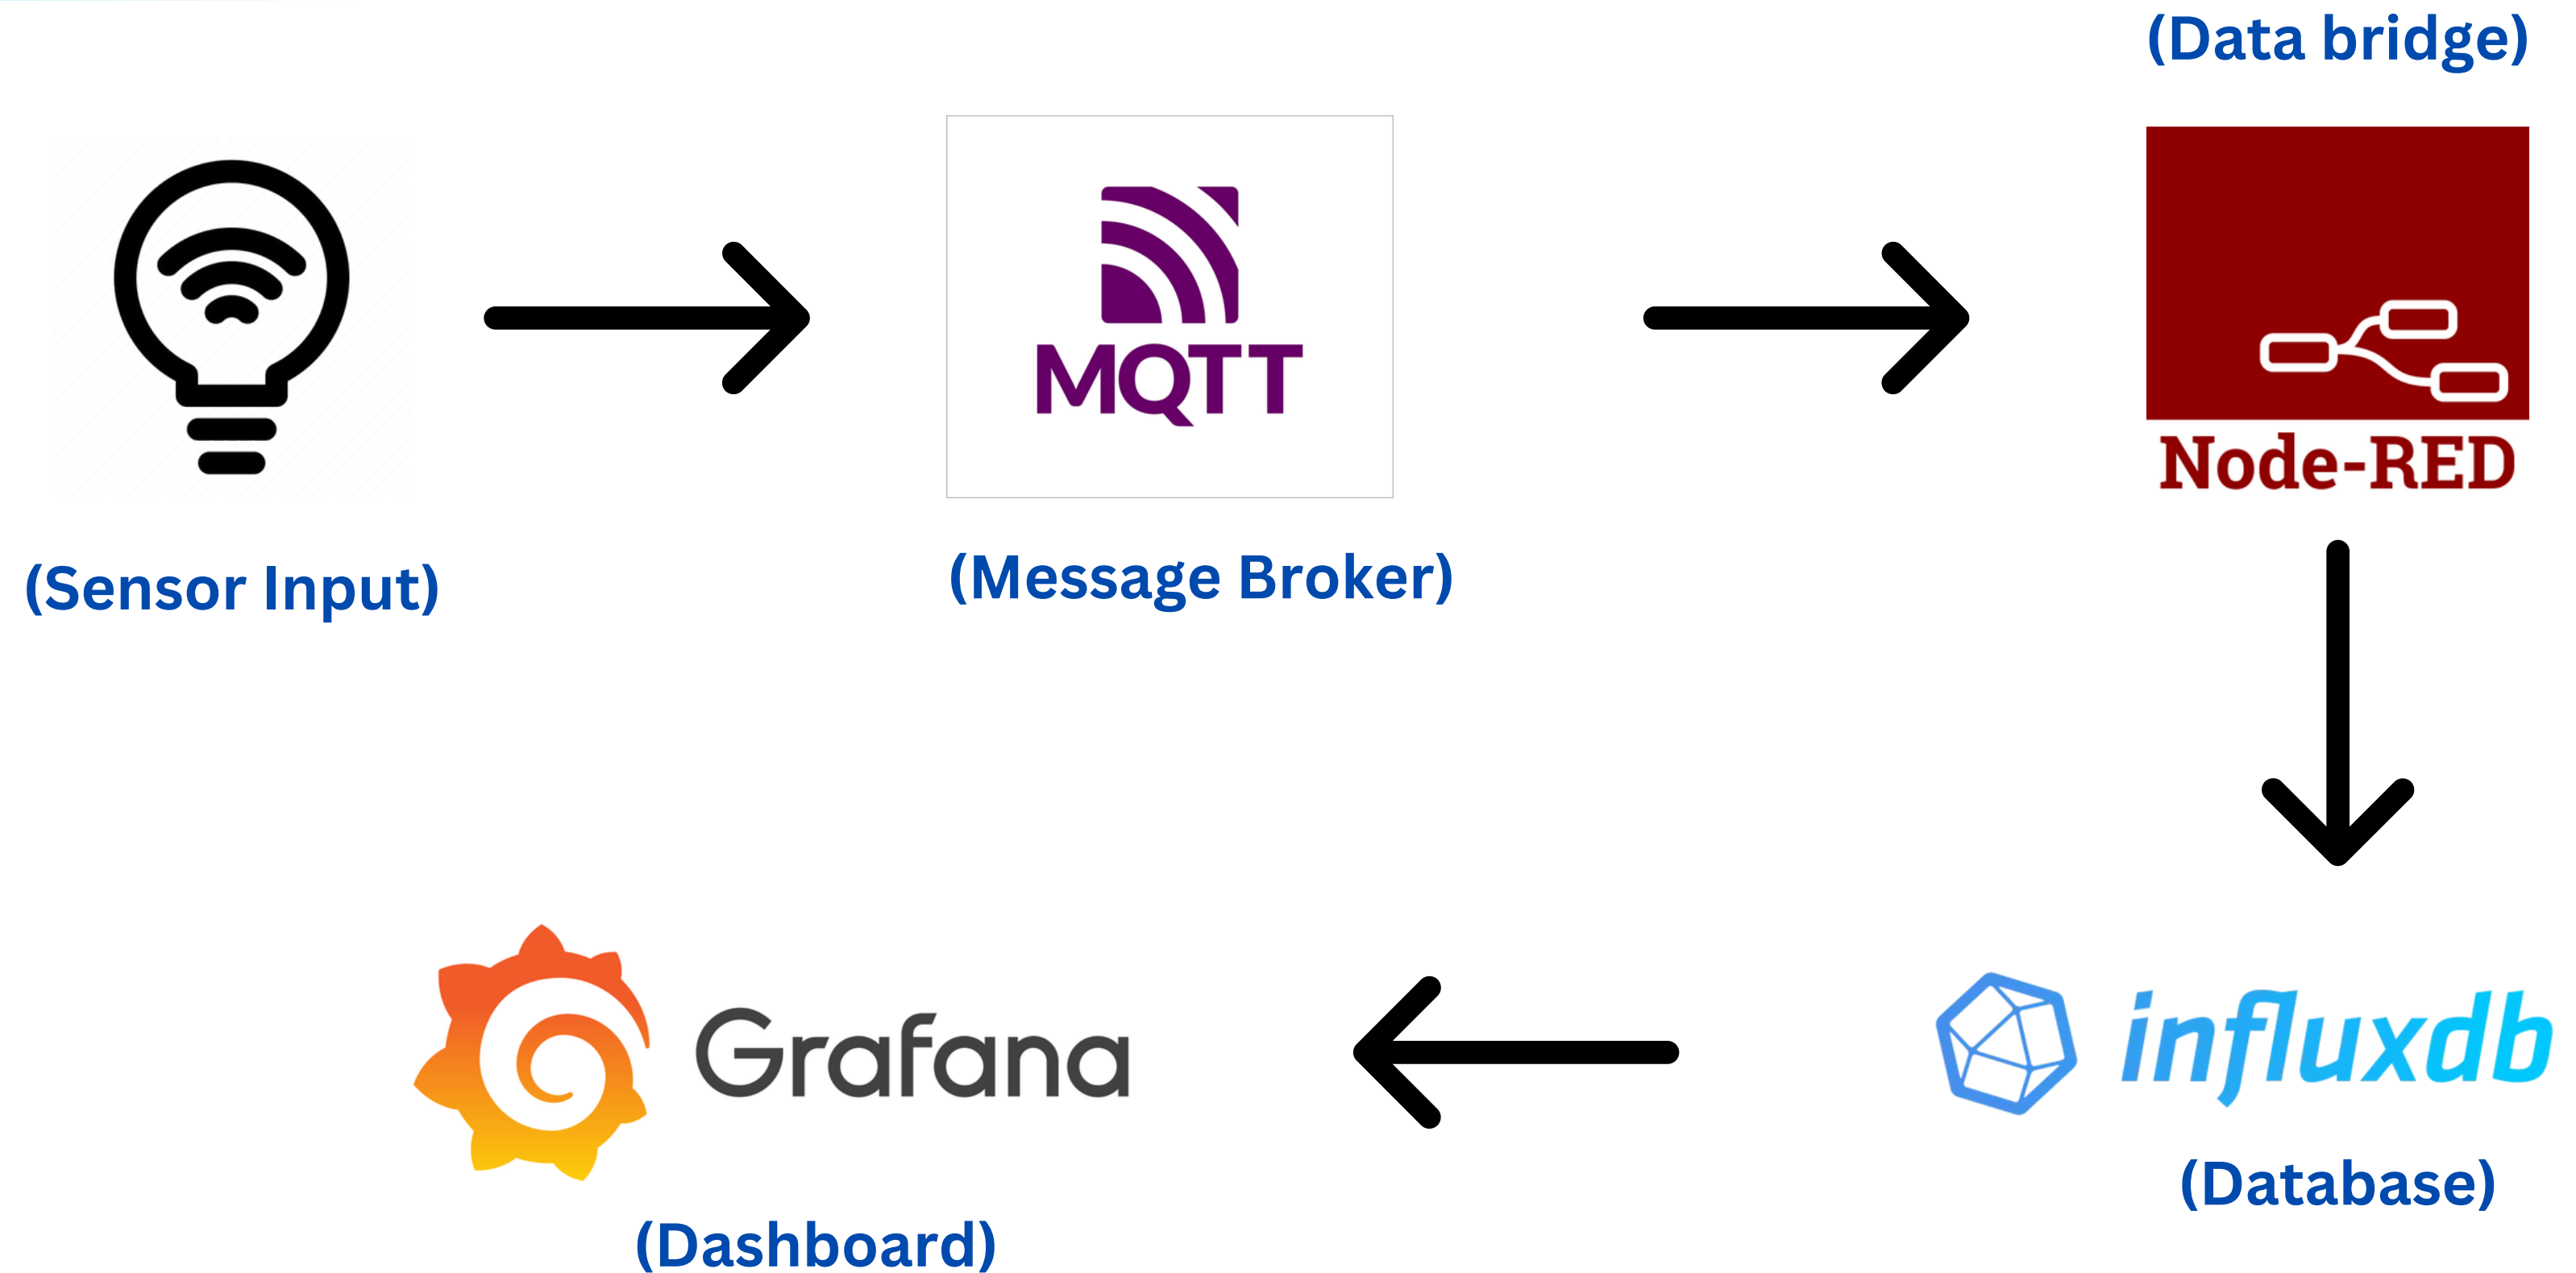 (Data bridge)
MQTT
Node-RED
(Sensor Input)
(Message Broker)
Grafana
influxdb
(Database)
(Dashboard)